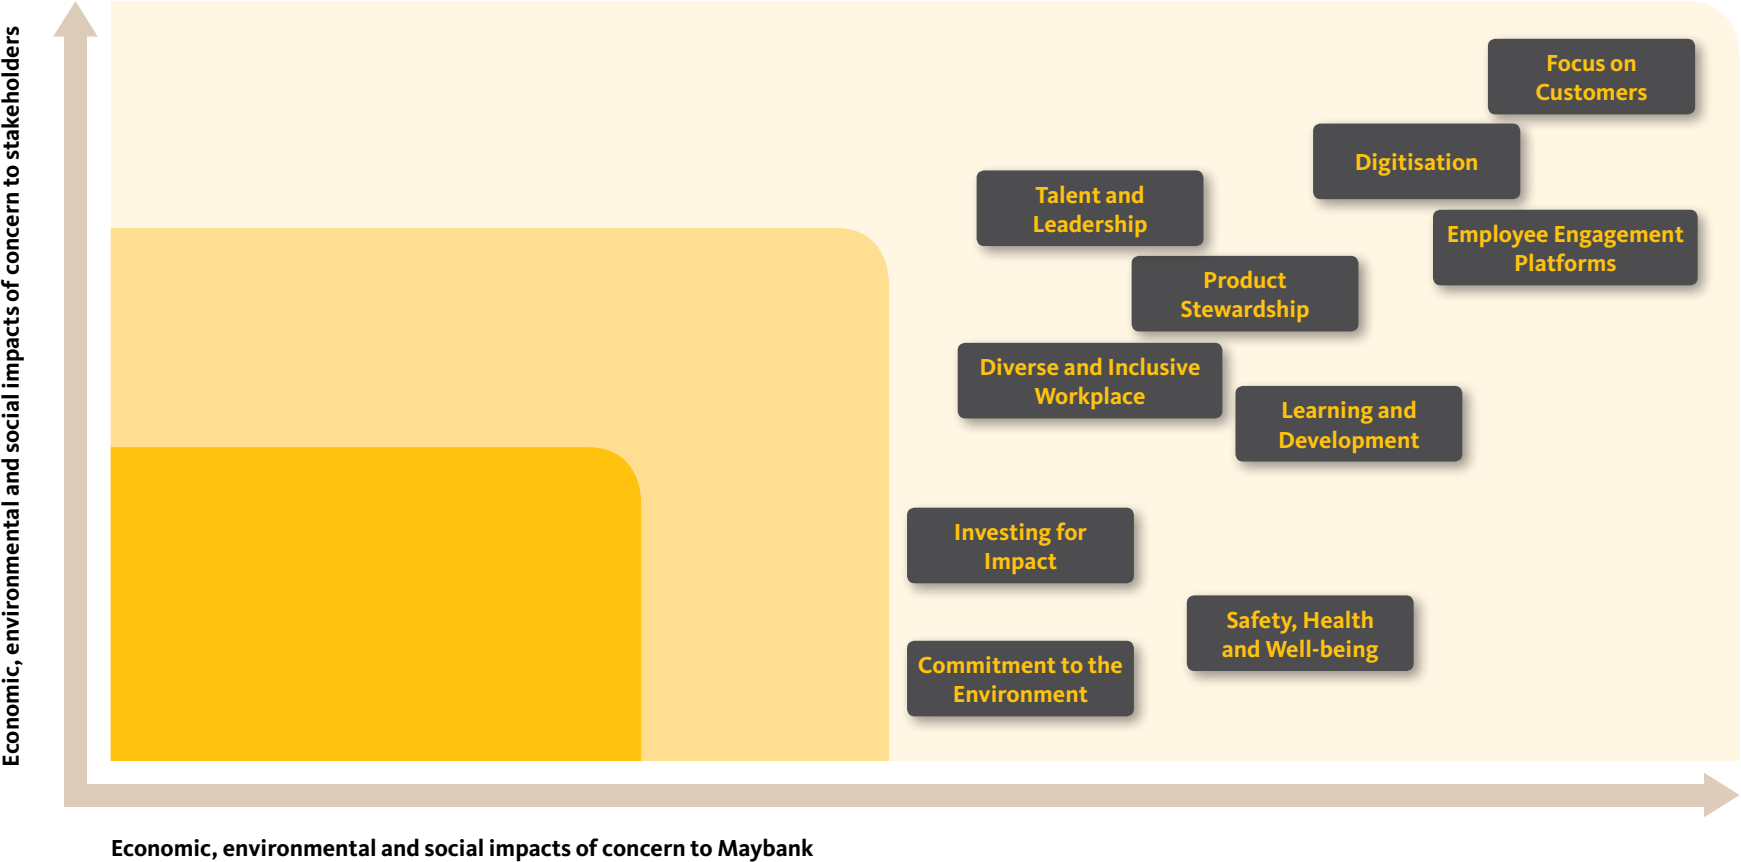 Economic, environmental and social impacts of concern to stakeholders
Focus on
Customers
Digitisation
Talent and
Leadership
Employee Engagement
Platforms
Product
Stewardship
Diverse and Inclusive
Workplace
Learning and
Development
Investing for
Impact
Safety, Health
and Well-being
Commitment to the
Environment
Economic, environmental and social impacts of concern to Maybank